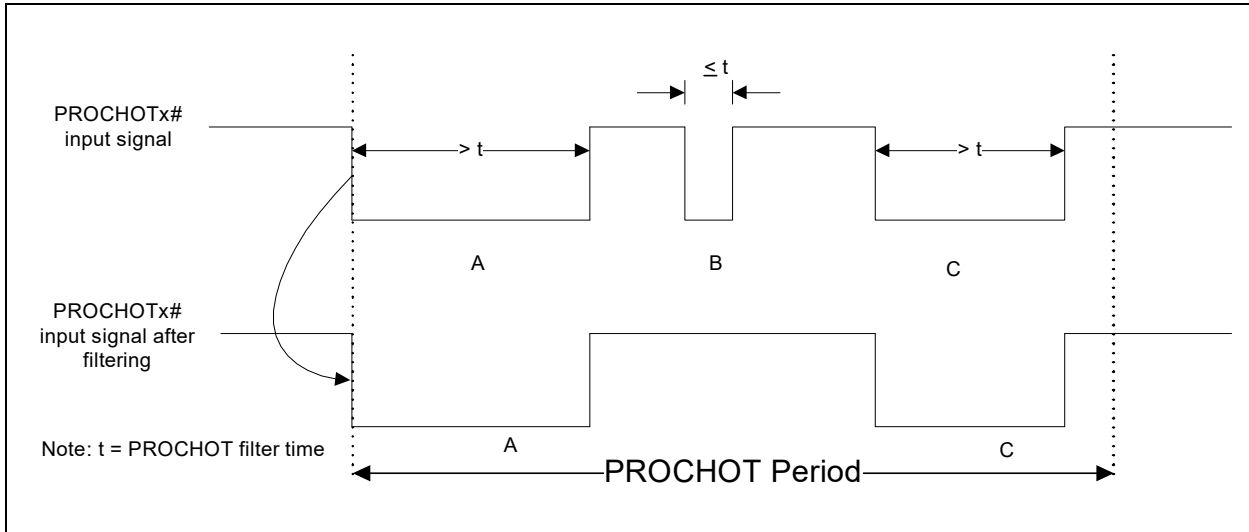 ≤ t
PROCHOTx#
input signal
> t
> t
A
B
C
PROCHOTx#
input signal after
filtering
A
C
Note: t = PROCHOT filter time
PROCHOT Period